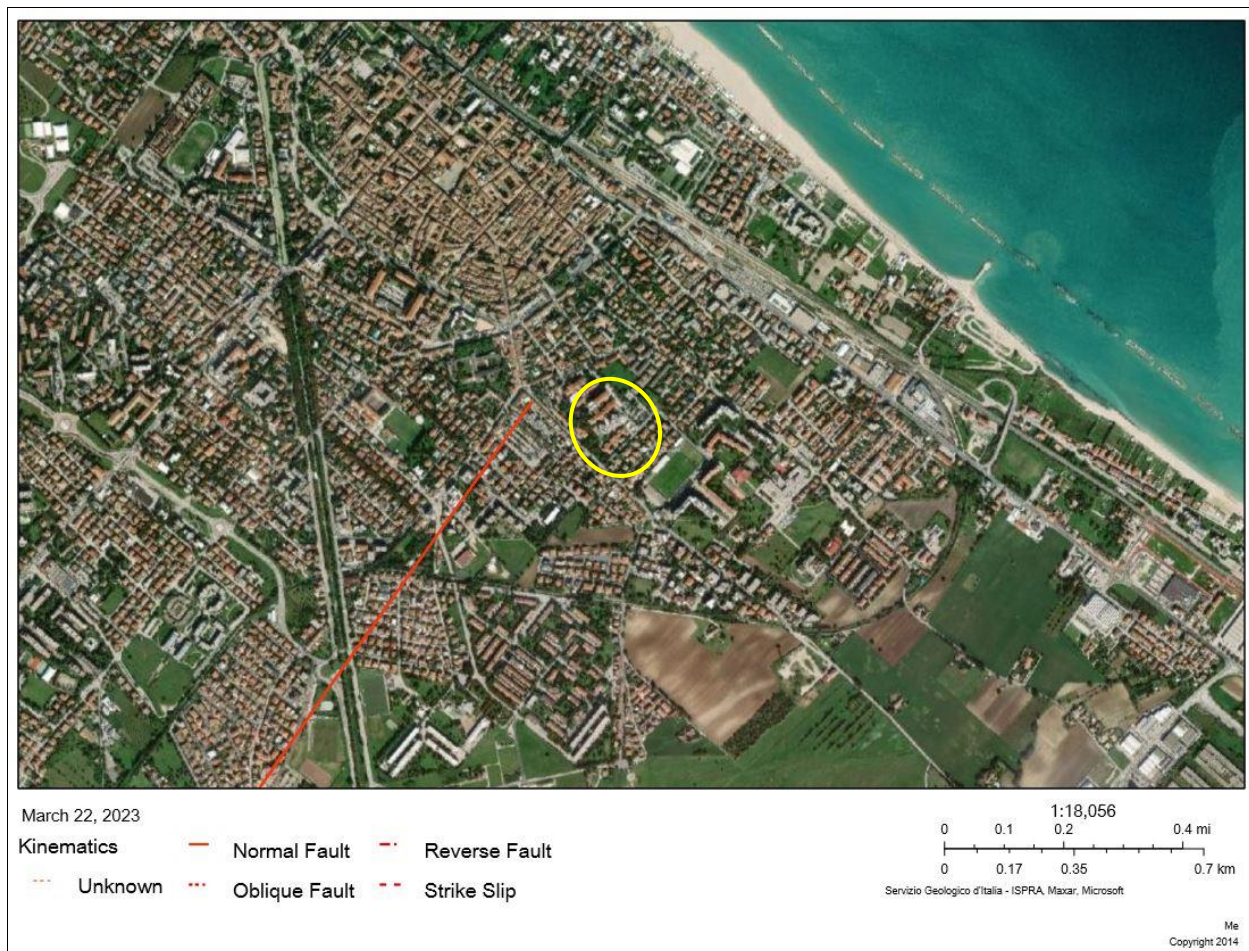 March 22, 2023
Kinematics
Normal Fault
Reverse Fault
Unknown
Oblique Fault
Strike Slip
1:18,056
0 0.1 0.2 0.4 mi
0 0.17 0.35 0.7 km
Servizio Geologico d'Italia - ISPRA, Maxar, Microsoft
Me
Copyright 2014